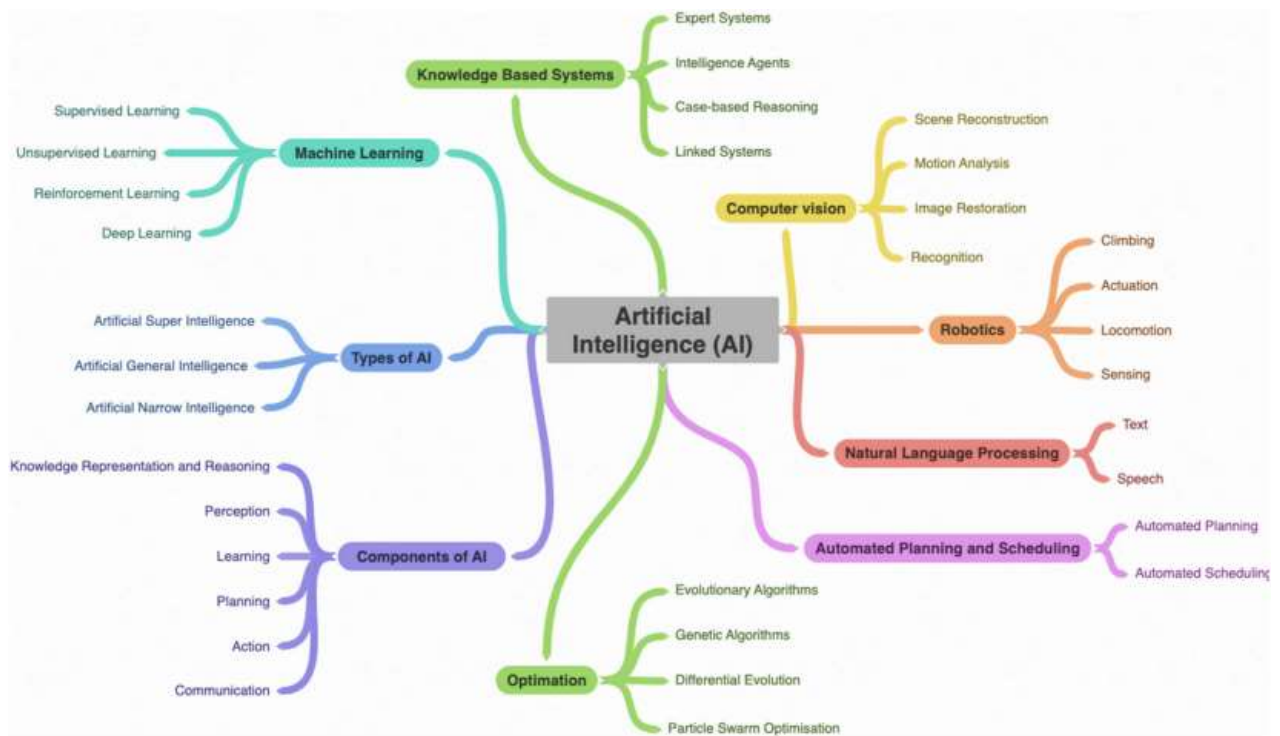 Artificial
Intelligence (AI)
Knowledge Based Systems
Expert Systems
Intelligence Agents
Case-based Reasoning
Linked Systems
Machine Learning
Supervised Learning
Unsupervised Learning
Reinforcement Learning
Deep Learning
Types of AI
Artificial Super Intelligence
Artificial General Intelligence
Artificial Narrow Intelligence
Components of AI
Knowledge Representation and Reasoning
Perception
Learning
Planning
Action
Communication
Computer vision
Scene Reconstruction
Motion Analysis
Image Restoration
Recognition
Robotics
Climbing
Actuation
Locomotion
Sensing
Natural Language Processing
Text
Speech
Automated Planning and Scheduling
Automated Planning
Automated Scheduling
Optimation
Evolutionary Algorithms
Genetic Algorithms
Differential Evolution
Particle Swarm Optimisation